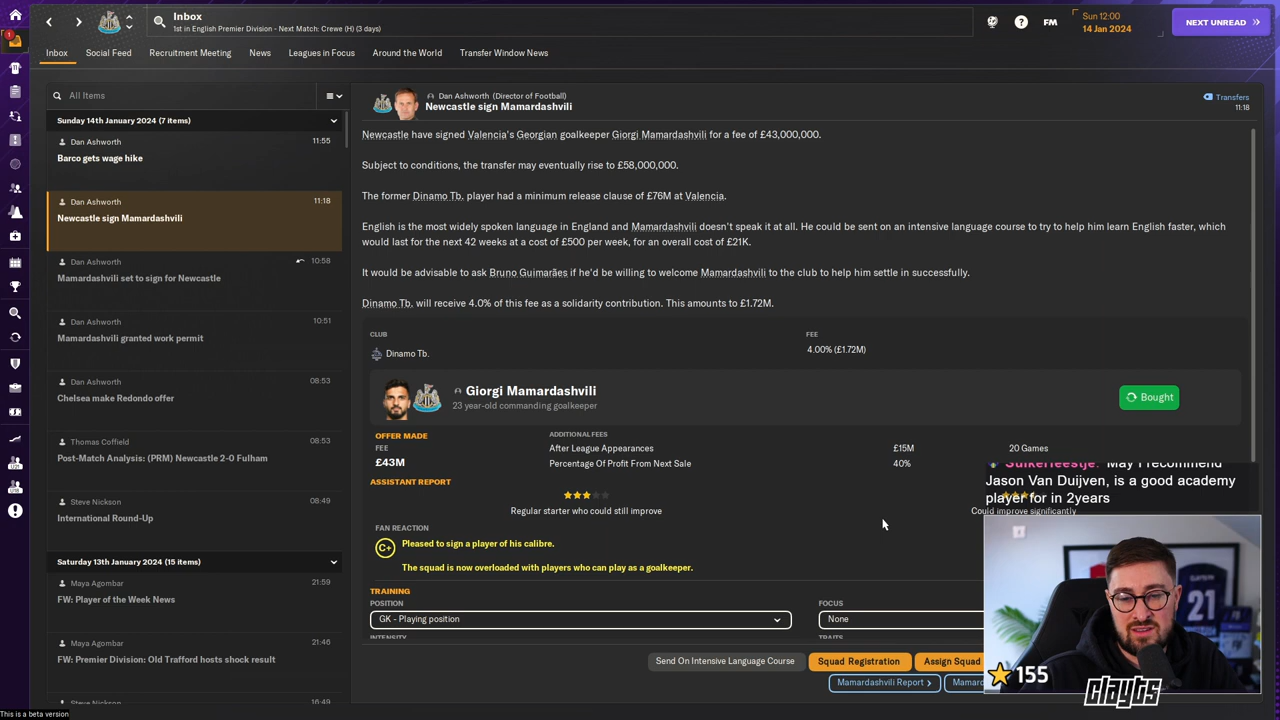 Inbox
1st in English Premier Division - Next Match: Crewe (H) (3 days)
FM
Sun 12:00
14 Jan 2024
NEXT UNREAD
1
Inbox
Social Feed
Recruitment Meeting
News
Leagues in Focus
Around the World
Transfer Window News
All Items
Sunday 14th January 2024 (7 items)
Dan Ashworth
11:55
Barco gets wage hike
Dan Ashworth
11:18
Newcastle sign Mamardashvili
Dan Ashworth
10:58
Mamardashvili set to sign for Newcastle
Dan Ashworth
10:51
Mamardashvili granted work permit
Dan Ashworth
08:53
Chelsea make Redondo offer
Thomas Coffield
08:53
Post-Match Analysis: (PRM) Newcastle 2-0 Fulham
Steve Nickson
08:49
International Round-Up
Saturday 13th January 2024 (15 items)
Maya Agombar
21:59
FW: Player of the Week News
Maya Agombar
21:46
FW: Premier Division: Old Trafford hosts shock result
Steve Nickson
Dan Ashworth (Director of Football)
Newcastle sign Mamardashvili
Transfers
11:18
Newcastle have signed Valencia's Georgian goalkeeper Giorgi Mamardashvili for a fee of £43,000,000.
Subject to conditions, the transfer may eventually rise to £58,000,000.
The former Dinamo Tb. player had a minimum release clause of £76M at Valencia.
English is the most widely spoken language in England and Mamardashvili doesn't speak it at all. He could be sent on an intensive language course to try to help him learn English faster, which
would last for the next 42 weeks at a cost of £500 per week, for an overall cost of £21K.
It would be advisable to ask Bruno Guimarães if he'd be willing to welcome Mamardashvili to the club to help him settle in successfully.
Dinamo Tb. will receive 4.0% of this fee as a solidarity contribution. This amounts to £1.72M.
CLUB
FEE
Dinamo Tb.
4.00% (£1.72M)
Giorgi Mamardashvili
23 year-old commanding goalkeeper
Bought
OFFER MADE
ADDITIONAL FEES
FEE
After League Appearances
£15M
20 Games
£43M
Percentage Of Profit From Next Sale
40%
ASSISTANT REPORT
Regular starter who could still improve
Could improve significantly
Suikerfeestje: May I recommend
Jason Van Duijven, is a good academy
player for in 2years
FAN REACTION
C+
Pleased to sign a player of his calibre.
The squad is now overloaded with players who can play as a goalkeeper.
TRAINING
POSITION
FOCUS
GK - Playing position
None
INTENSITY
TRAITS
Send On Intensive Language Course
Squad Registration
Assign Squad
Mamardashvili Report
21
155
clayts
This is a beta version